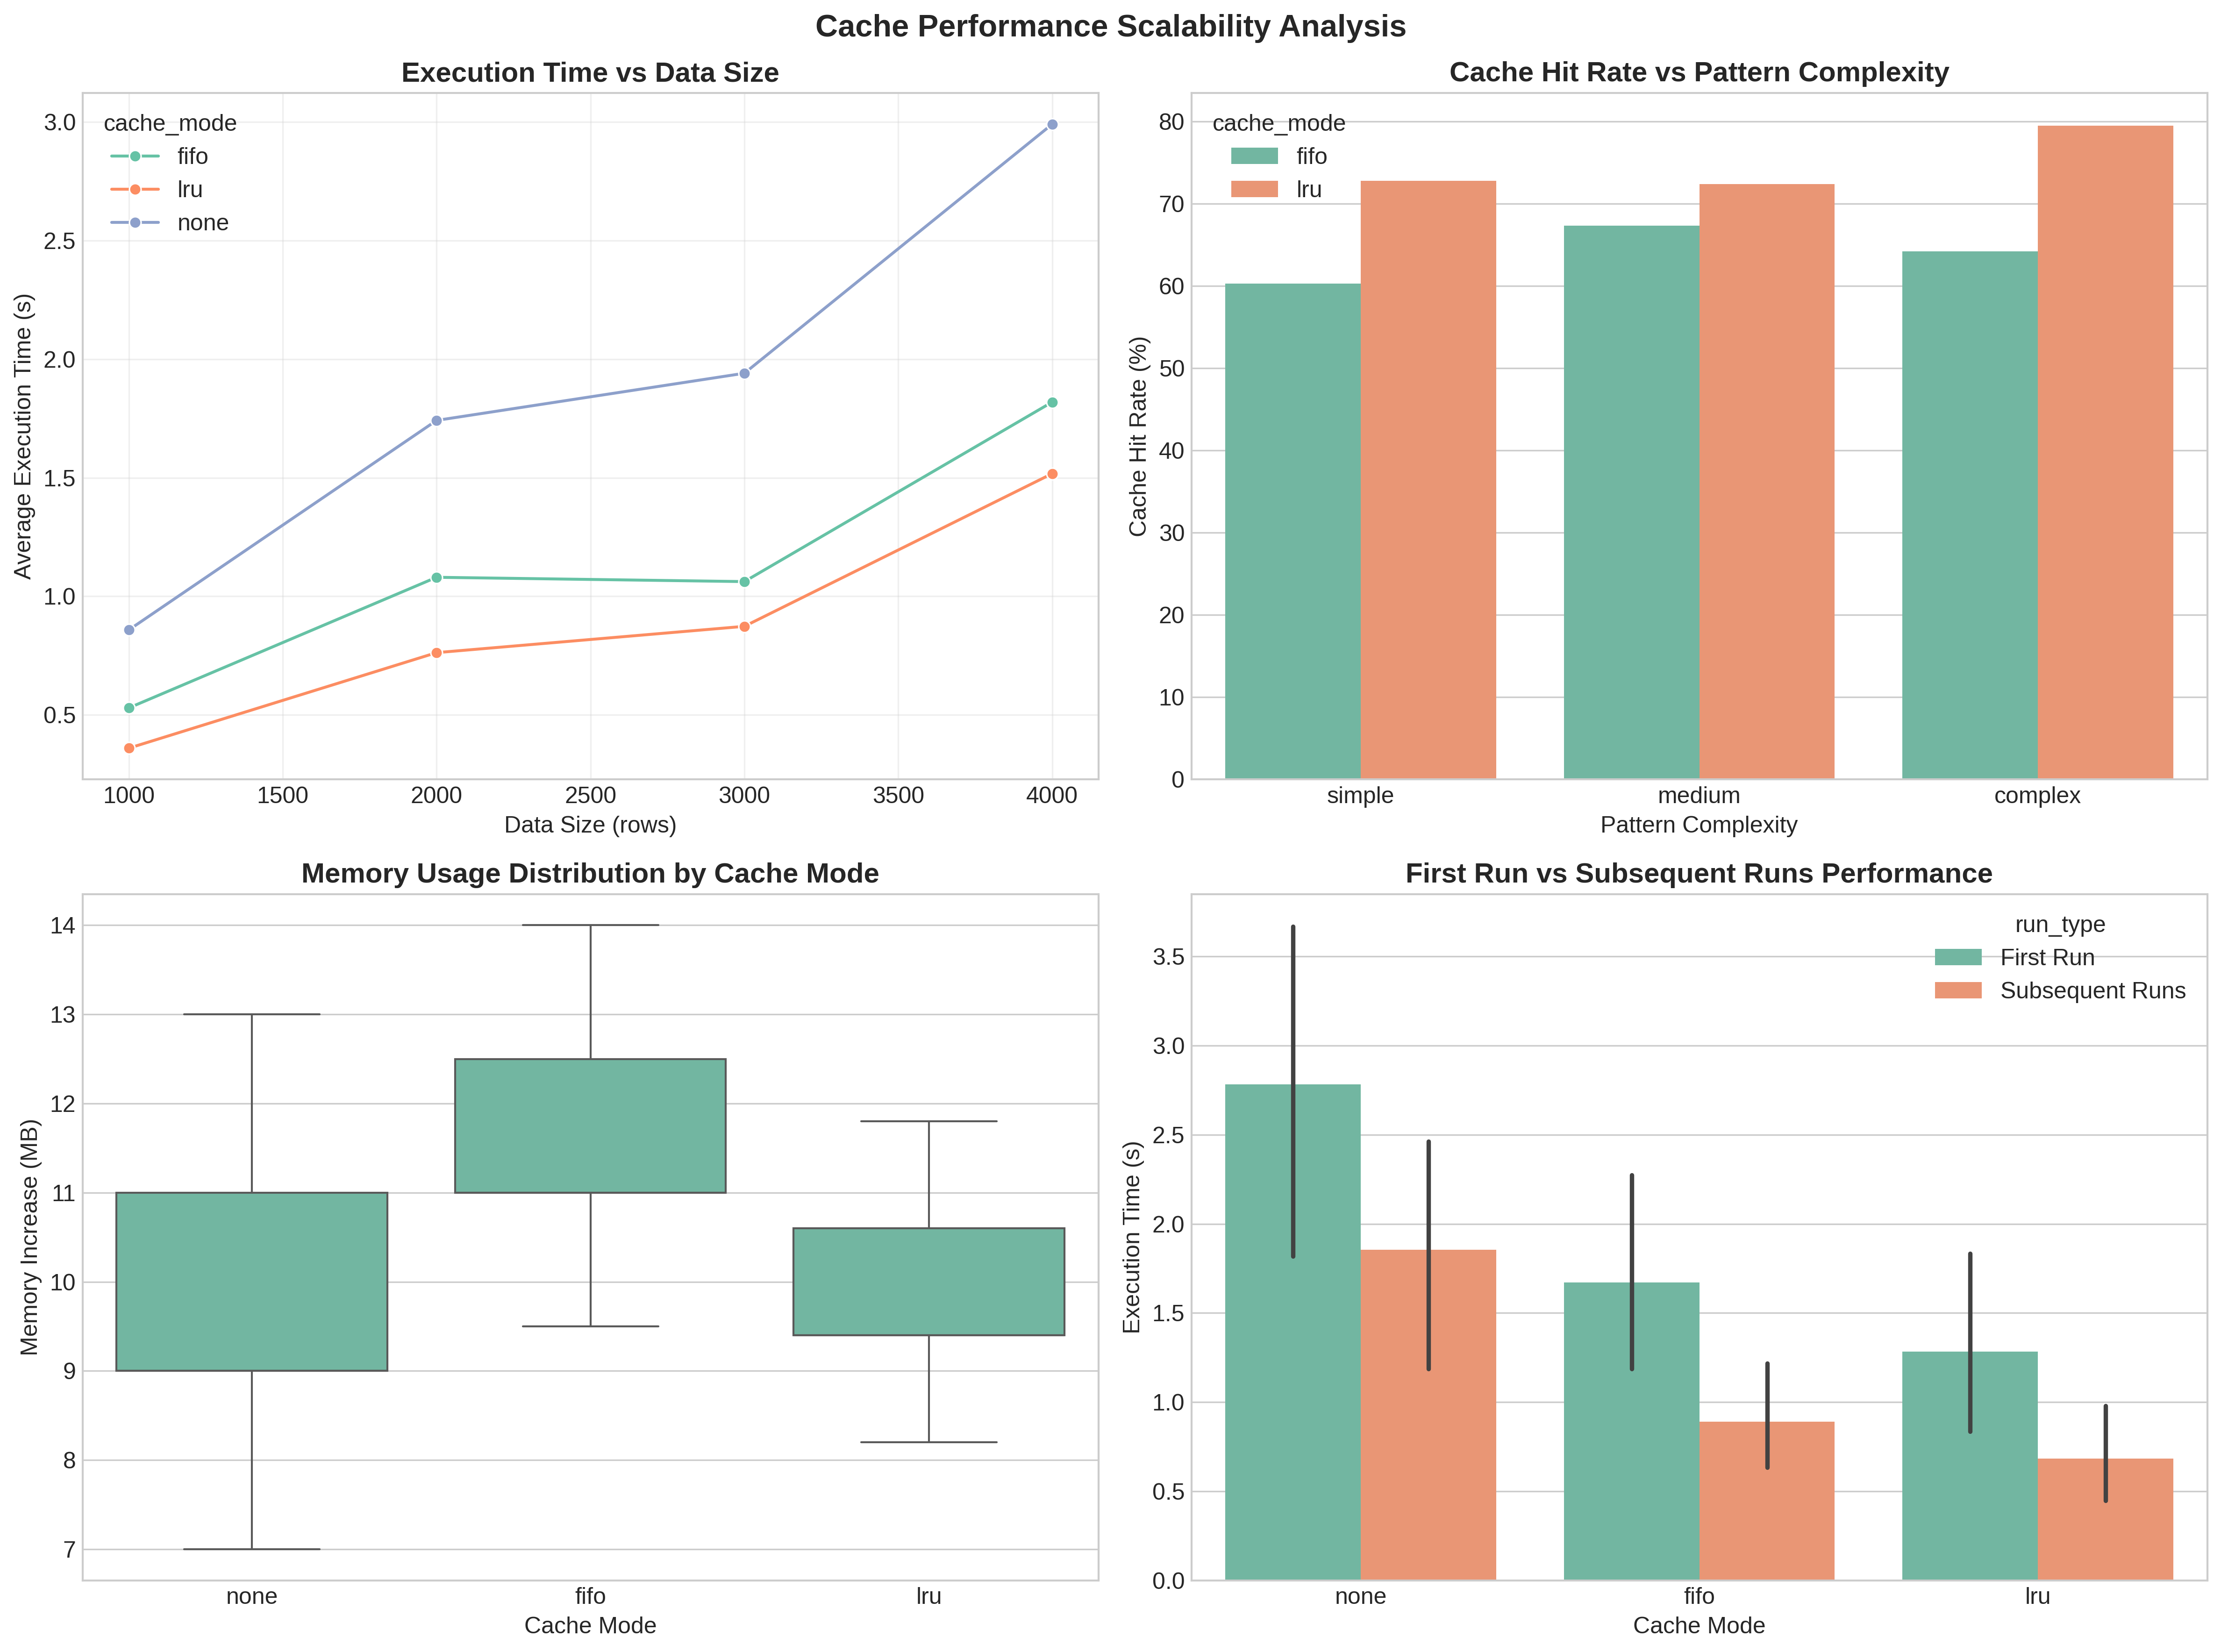 Cache Performance Scalability Analysis
Execution Time vs Data Size
Average Execution Time (s)
3.0
2.5
2.0
1.5
1.0
0.5
cache_mode
fifo
lru
none
1000 1500 2000 2500 3000 3500 4000
Data Size (rows)
Cache Hit Rate vs Pattern Complexity
Cache Hit Rate (%)
80
70
60
50
40
30
20
10
0
cache_mode
fifo
lru
simple medium complex
Pattern Complexity
Memory Usage Distribution by Cache Mode
Memory Increase (MB)
14
13
12
11
10
9
8
7
none fifo lru
Cache Mode
First Run vs Subsequent Runs Performance
Execution Time (s)
3.5
3.0
2.5
2.0
1.5
1.0
0.5
0.0
run_type
First Run
Subsequent Runs
none fifo lru
Cache Mode